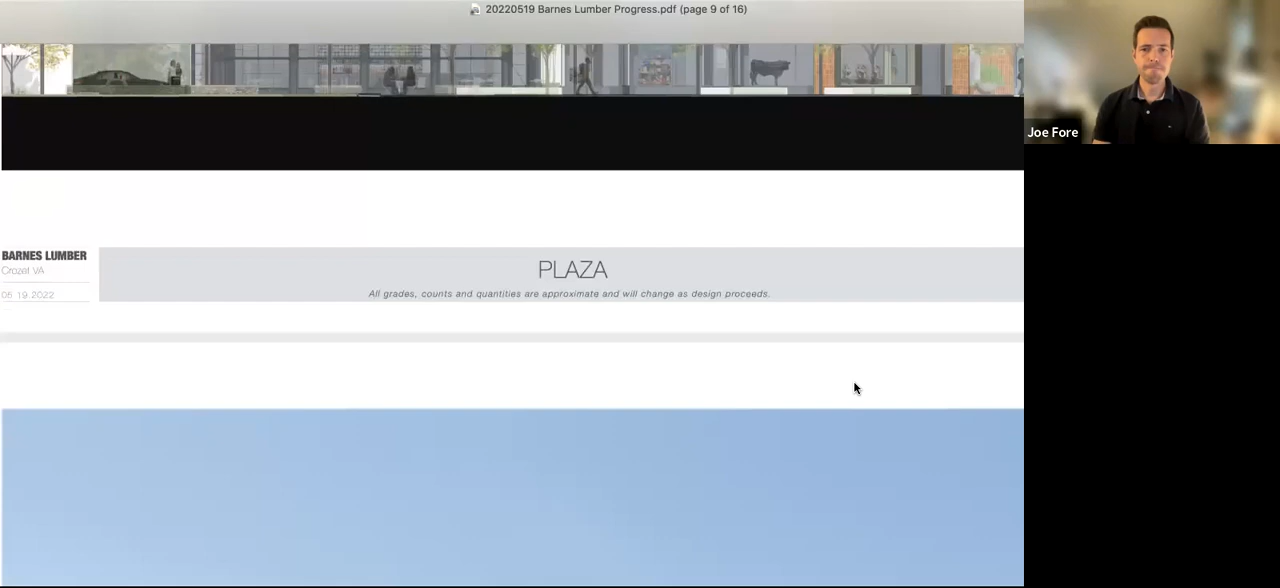 20220519 Barnes Lumber Progress.pdf (page 9 of 16)
Joe Fore
BARNES LUMBER
Crozet VA
05 19 2022
PLAZA
All grades, counts and quantities are approximate and will change as design proceeds.